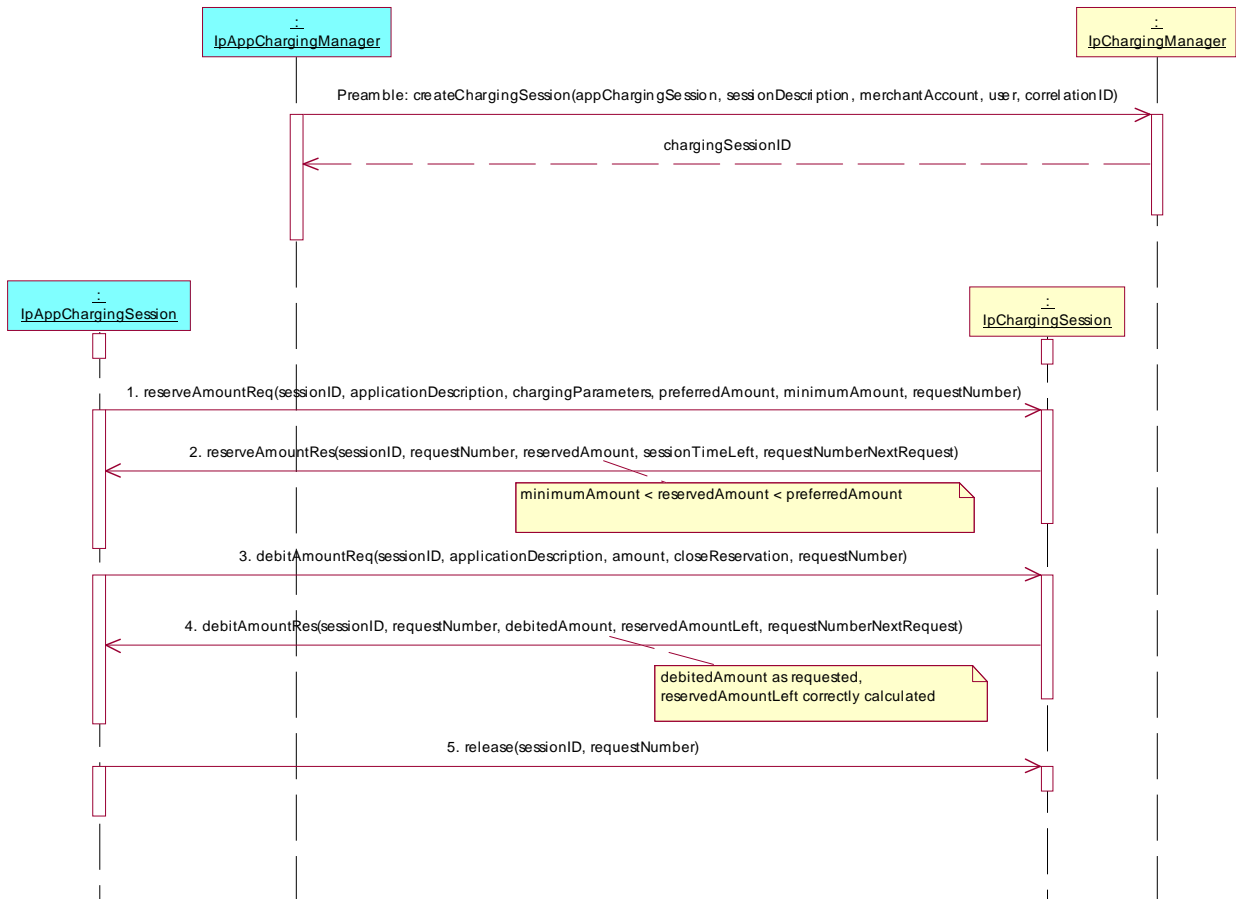 :
IpAppChargingManager
:
IpChargingManager
Preamble: createChargingSession(appChargingSession, sessionDescription, merchantAccount, user, correlationID)
chargingSessionID
:
IpAppChargingSession
:
IpChargingSession
1. reserveAmountReq(sessionID, applicationDescription, chargingParameters, preferredAmount, minimumAmount, requestNumber)
2. reserveAmountRes(sessionID, requestNumber, reservedAmount, sessionTimeLeft, requestNumberNextRequest)
minimumAmount < reservedAmount < preferredAmount
3. debitAmountReq(sessionID, applicationDescription, amount, closeReservation, requestNumber)
4. debitAmountRes(sessionID, requestNumber, debitedAmount, reservedAmountLeft, requestNumberNextRequest)
debitedAmount as requested,
reservedAmountLeft correctly calculated
5. release(sessionID, requestNumber)